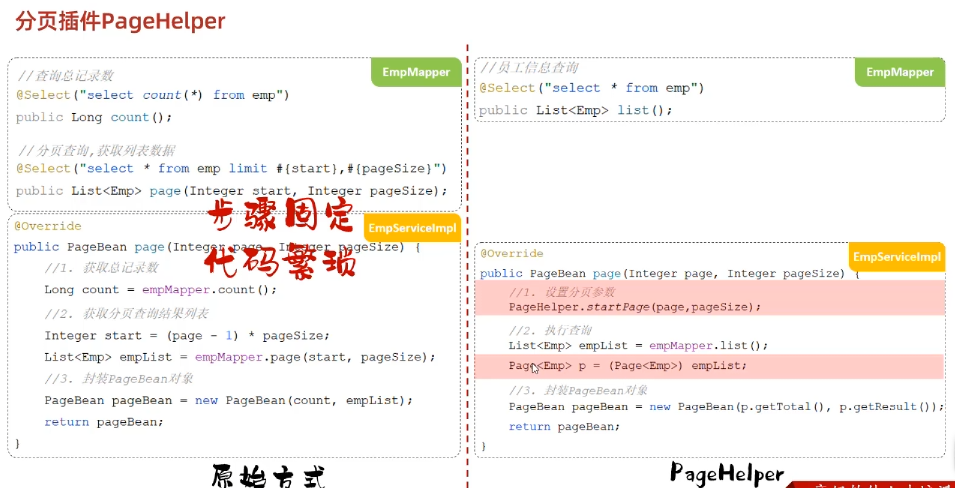 分页插件PageHelper
EmpMapper
//查询总记录数
@Select("select count(*) from emp")
public Long count();
//分页查询,获取列表数据
@Select("select * from emp limit #{start},#{pageSize}")
public List<Emp> page(Integer start, Integer pageSize);
步骤固定
代码繁琐
EmpServiceImpl
@Override
public PageBean page(Integer page, Integer pageSize) {
//1. 获取总记录数
Long count = empMapper.count();
//2. 获取分页查询结果列表
Integer start = (page - 1) * pageSize;
List<Emp> empList = empMapper.page(start, pageSize);
//3. 封装PageBean对象
PageBean pageBean = new PageBean(count, empList);
return pageBean;
}
原始方式
EmpMapper
//员工信息查询
@Select("select * from emp")
public List<Emp> list();
EmpServiceImpl
@Override
public PageBean page(Integer page, Integer pageSize) {
//1. 设置分页参数
PageHelper.startPage(page,pageSize);
//2. 执行查询
List<Emp> empList = empMapper.list();
Page<Emp> p = (Page<Emp>) empList;
//3. 封装PageBean对象
PageBean pageBean = new PageBean(p.getTotal(), p.getResult());
return pageBean;
}
PageHelper